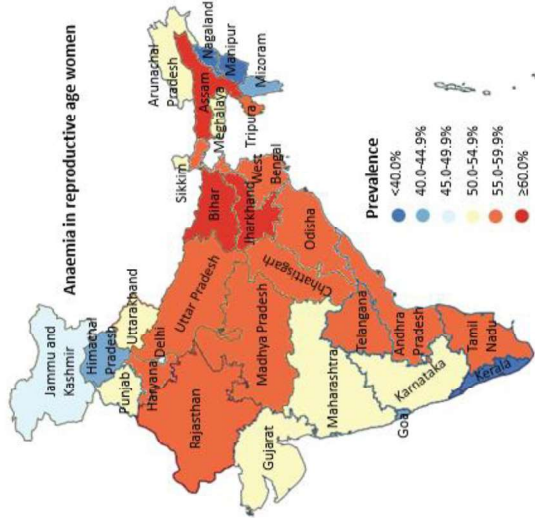 Anaemia in reproductive age women
Jammu and
Kashmir
Himachal
Pradesh
Punjab
Uttarakhand
Haryana
Delhi
Rajasthan
Uttar Pradesh
Bihar
Sikkim
Arunachal
Pradesh
Assam
Nagaland
Manipur
Mizoram
Meghalaya
Tripura
West
Bengal
Jharkhand
Odisha
Chhattisgarh
Madhya Pradesh
Gujarat
Maharashtra
Telangana
Andhra
Pradesh
Karnataka
Goa
Kerala
Tamil
Nadu
Prevalence
<40.0%
40.0-44.9%
45.0-49.9%
50.0-54.9%
55.0-59.9%
≥60.0%